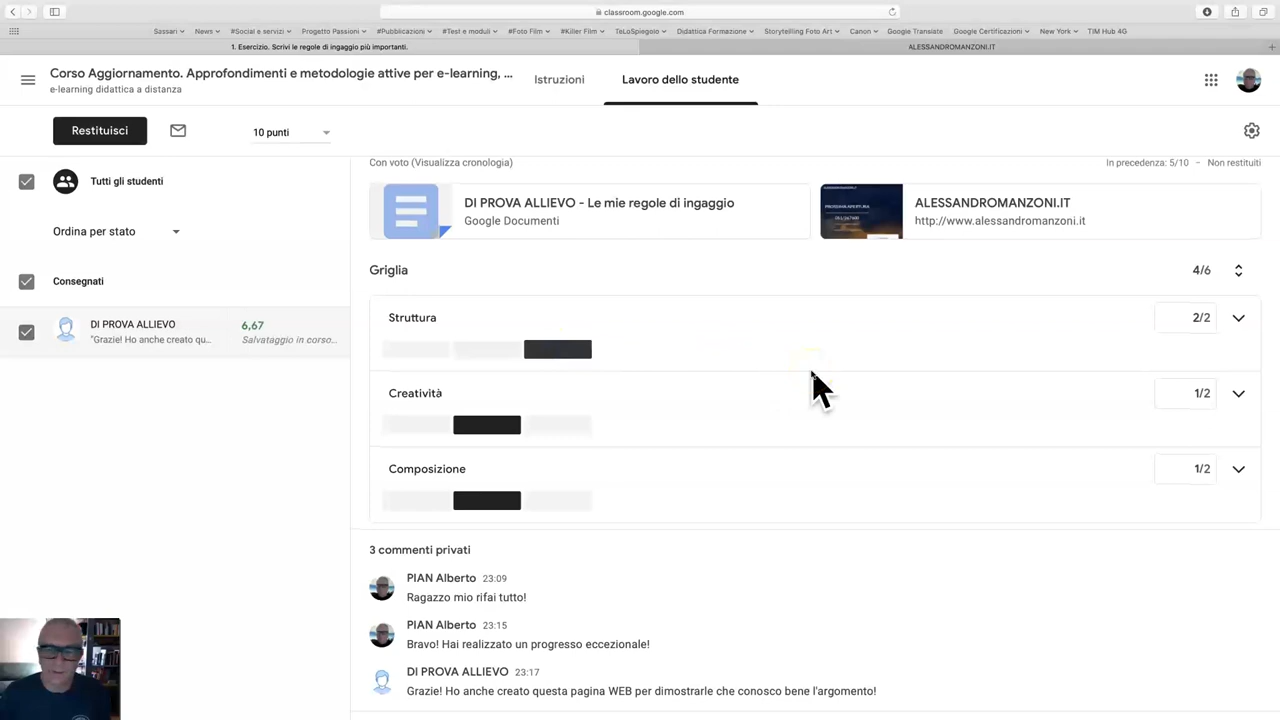 classroom.google.com
Sassari News #Social e servizi Progetto Passioni #Pubblicazioni #Test e moduli #Foto Film #Killer Film TeLoSpiegolo Didattica Formazione Storytelling Foto Art Canon Google Translate Google Certificazioni New York TIM Hub 4G
1. Esercizio. Scrivi le regole di ingaggio più importanti. ALESSANDROMANZONI.IT
Corso Aggiornamento. Approfondimenti e metodologie attive per e-learning, ...
e-learning didattica a distanza
Istruzioni
Lavoro dello studente
Restituisci
10 punti
Con voto (Visualizza cronologia)
In precedenza: 5/10 – Non restituiti
Tutti gli studenti
DI PROVA ALLIEVO - Le mie regole di ingaggio
Google Documenti
ALESSANDROMANZONI.IT
http://www.alessandromanzoni.it
Ordina per stato
Griglia
4/6
Consegnati
Struttura
2/2
DI PROVA ALLIEVO
"Grazie! Ho anche creato qu...
6,67
Salvataggio in corso...
Creatività
1/2
Composizione
1/2
3 commenti privati
PIAN Alberto 23:09
Ragazzo mio rifai tutto!
PIAN Alberto 23:15
Bravo! Hai realizzato un progresso eccezionale!
DI PROVA ALLIEVO 23:17
Grazie! Ho anche creato questa pagina WEB per dimostrarle che conosco bene l'argomento!